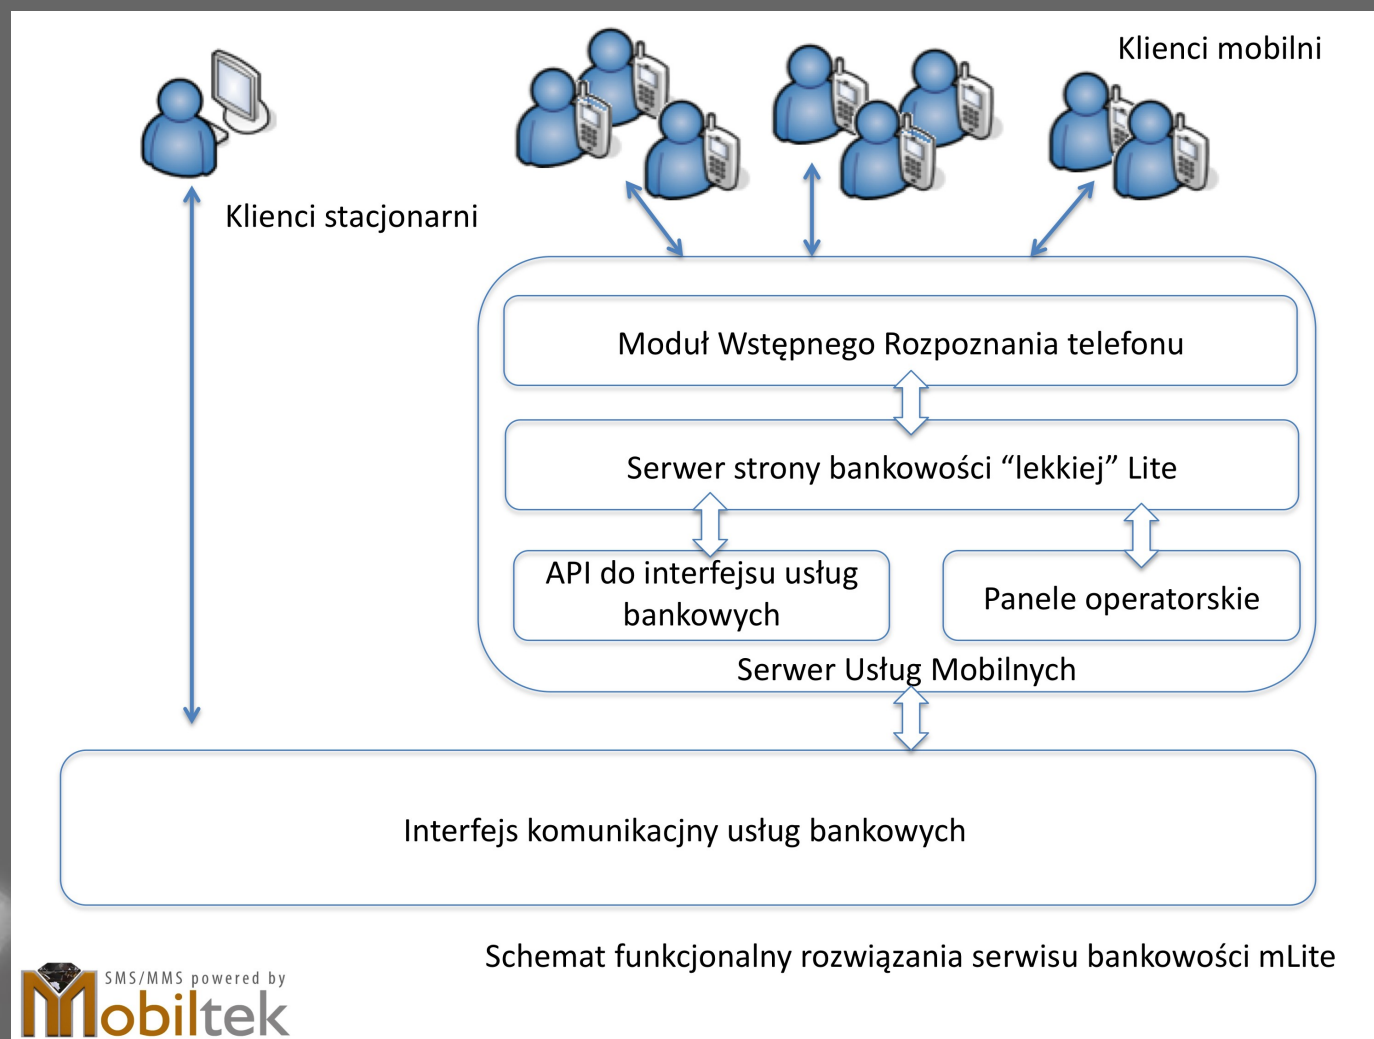 Klienci mobilni
Klienci stacjonarni
Moduł Wstępnego Rozpoznania telefonu
Serwer strony bankowości “lekkiej” Lite
API do interfejsu usług
bankowych
Panele operatorskie
Serwer Usług Mobilnych
Interfejs komunikacjny usług bankowych
Schemat funkcjonalny rozwiązania serwisu bankowości mLite
SMS/MMS powered by
Mobiltek